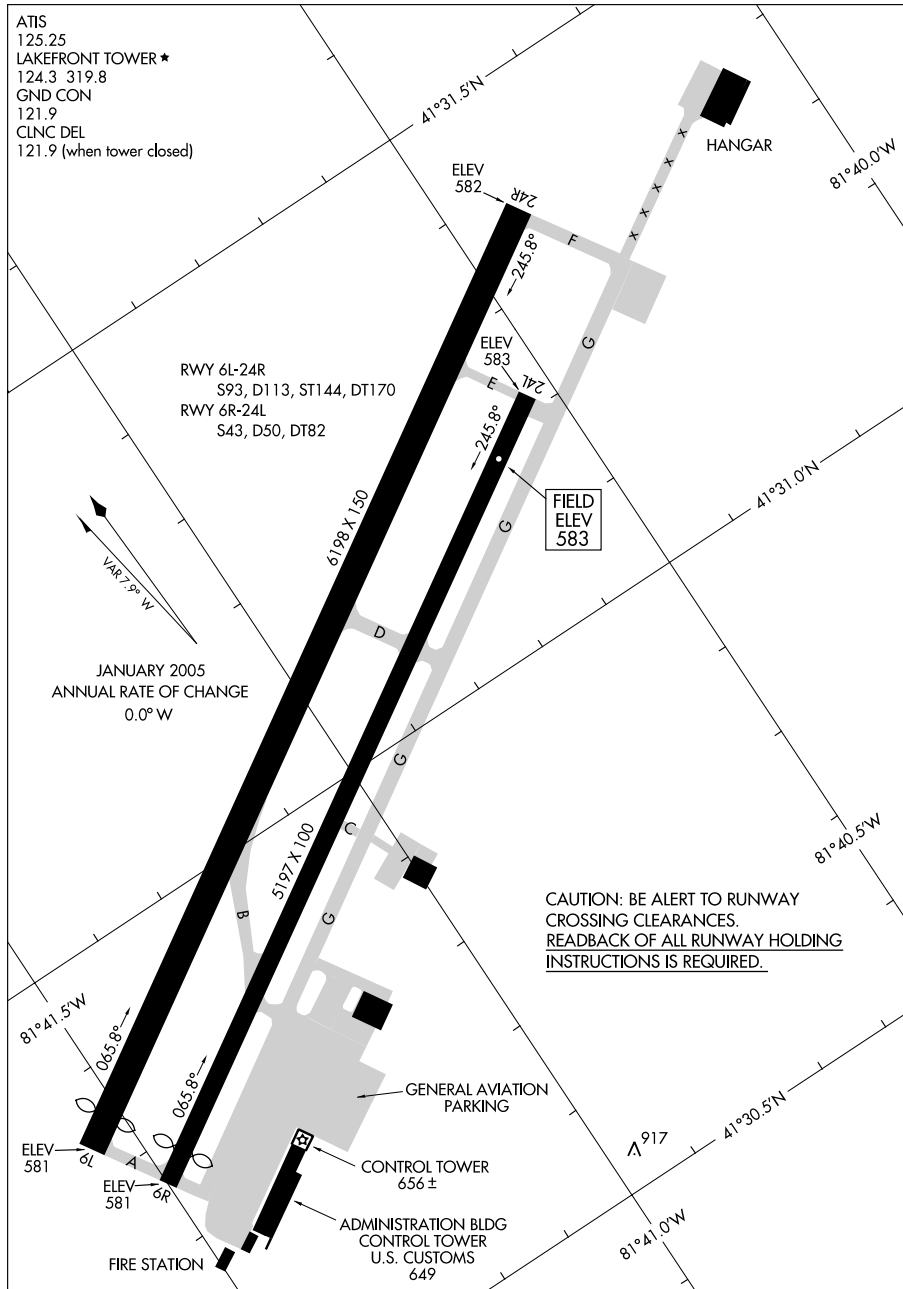 ATIS
125.25
LAKEFRONT TOWER ★
124.3 319.8
GND CON
121.9
CLNC DEL
121.9 (when tower closed)
41°31.5'N
HANGAR
81°40.0'W
ELEV
582
24R
F
245.8°
G
ELEV
583
24L
E
245.8°
RWY 6L-24R
S93, D113, ST144, DT170
RWY 6R-24L
S43, D50, DT82
FIELD
ELEV
583
41°31.0'N
G
6198 X 150
VAR 7.9° W
D
JANUARY 2005
ANNUAL RATE OF CHANGE
0.0° W
G
C
5197 X 100
81°40.5'W
B
G
CAUTION: BE ALERT TO RUNWAY
CROSSING CLEARANCES.
READBACK OF ALL RUNWAY HOLDING
INSTRUCTIONS IS REQUIRED.
81°41.5'W
065.8°
065.8°
GENERAL AVIATION
PARKING
41°30.5'N
917
ELEV
581
6L
A
ELEV
581
6R
CONTROL TOWER
656 ±
ADMINISTRATION BLDG
CONTROL TOWER
U.S. CUSTOMS
649
81°41.0'W
FIRE STATION